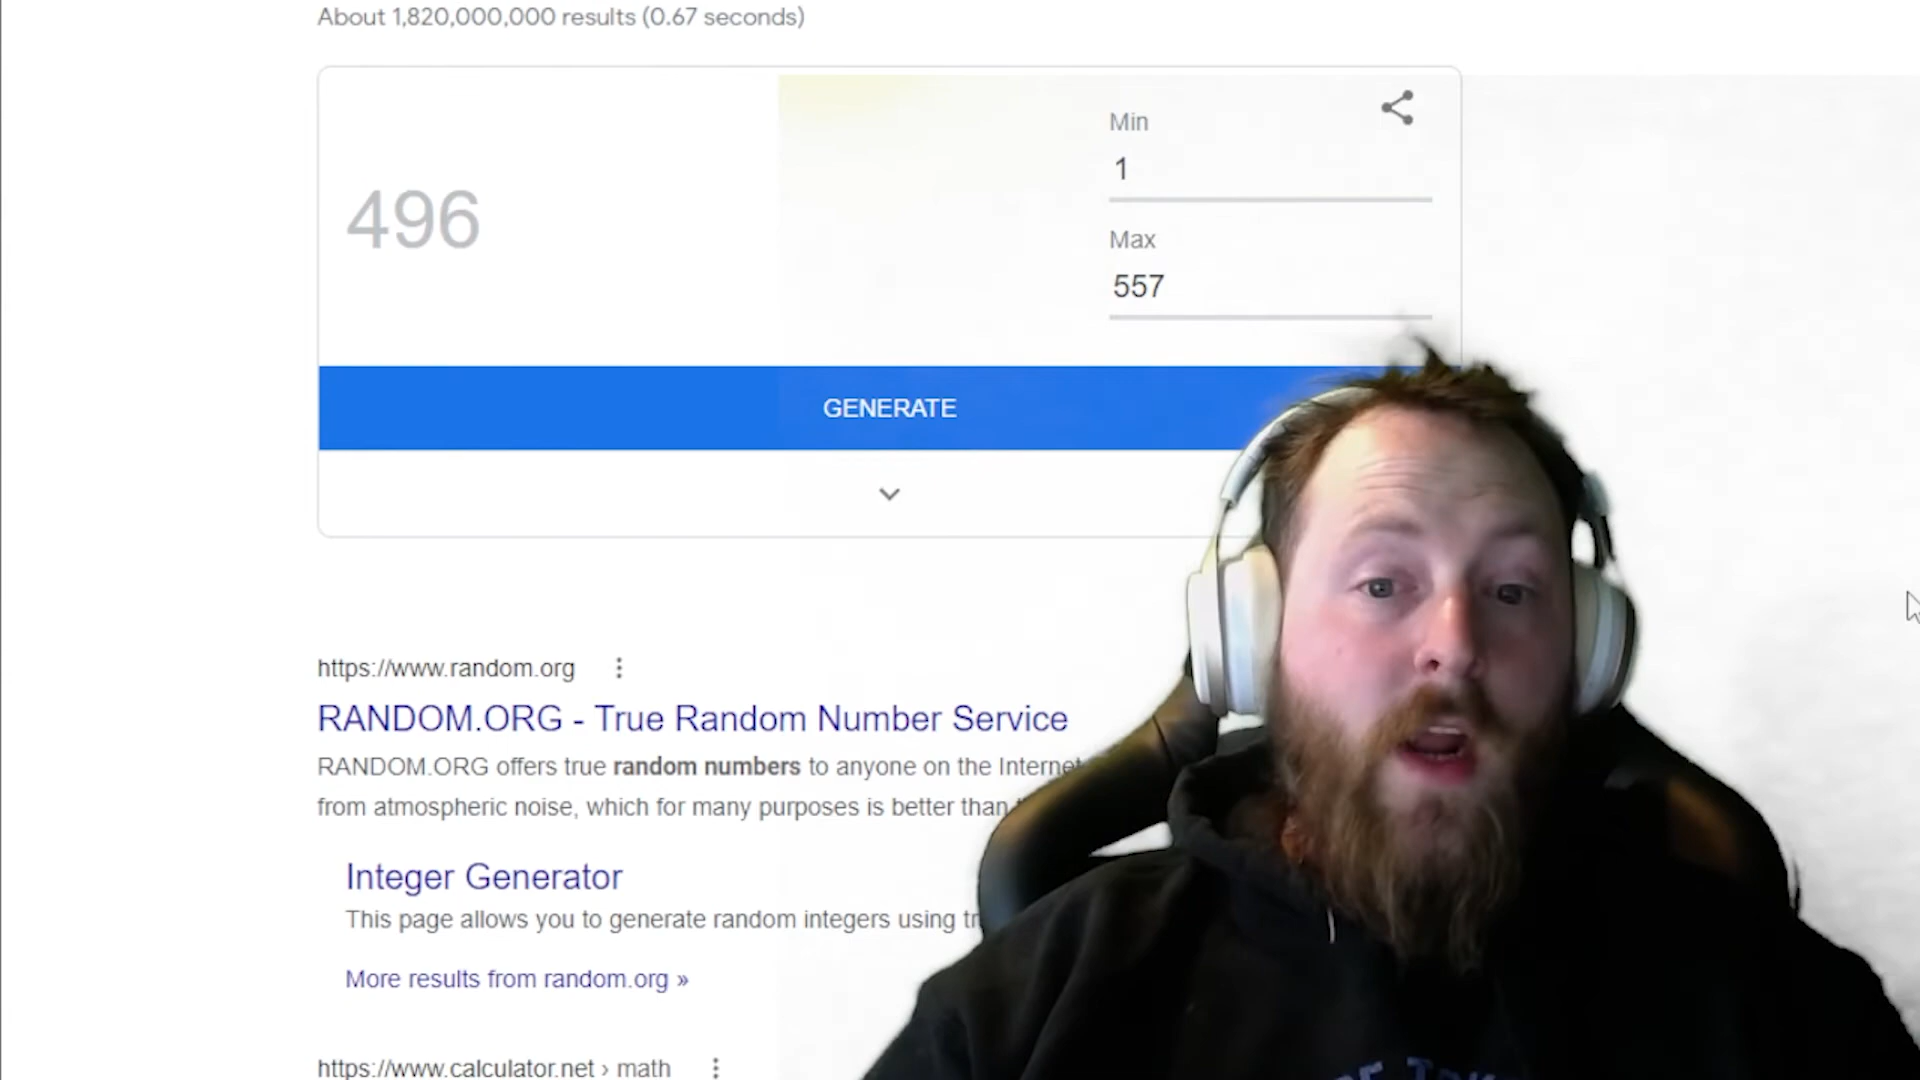 About 1,820,000,000 results (0.67 seconds)
Min
1
496
Max
557
GENERATE
https://www.random.org
RANDOM.ORG - True Random Number Service
RANDOM.ORG offers true random numbers to anyone on the Internet
from atmospheric noise, which for many purposes is better than
Integer Generator
This page allows you to generate random integers using
More results from random.org »
https://www.calculator.net › math